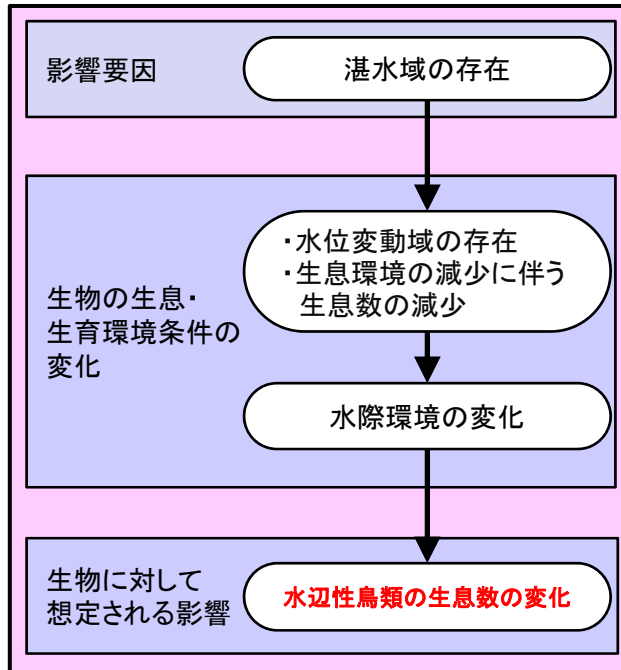 影響要因
湛水域の存在
・水位変動域の存在
・生息環境の減少に伴う
生息数の減少
生物の生息・
生育環境条件の
変化
水際環境の変化
生物に対して
想定される影響
水辺性鳥類の生息数の変化